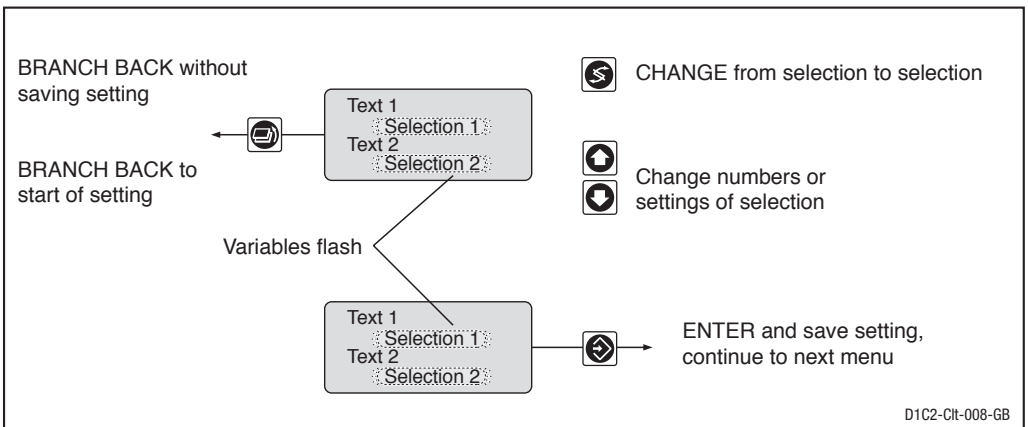 BRANCH BACK without
saving setting
BRANCH BACK to
start of setting
Text 1
Selection 1
Text 2
Selection 2
CHANGE from selection to selection
Change numbers or
settings of selection
Variables flash
Text 1
Selection 1
Text 2
Selection 2
ENTER and save setting,
continue to next menu
D1C2-Clt-008-GB